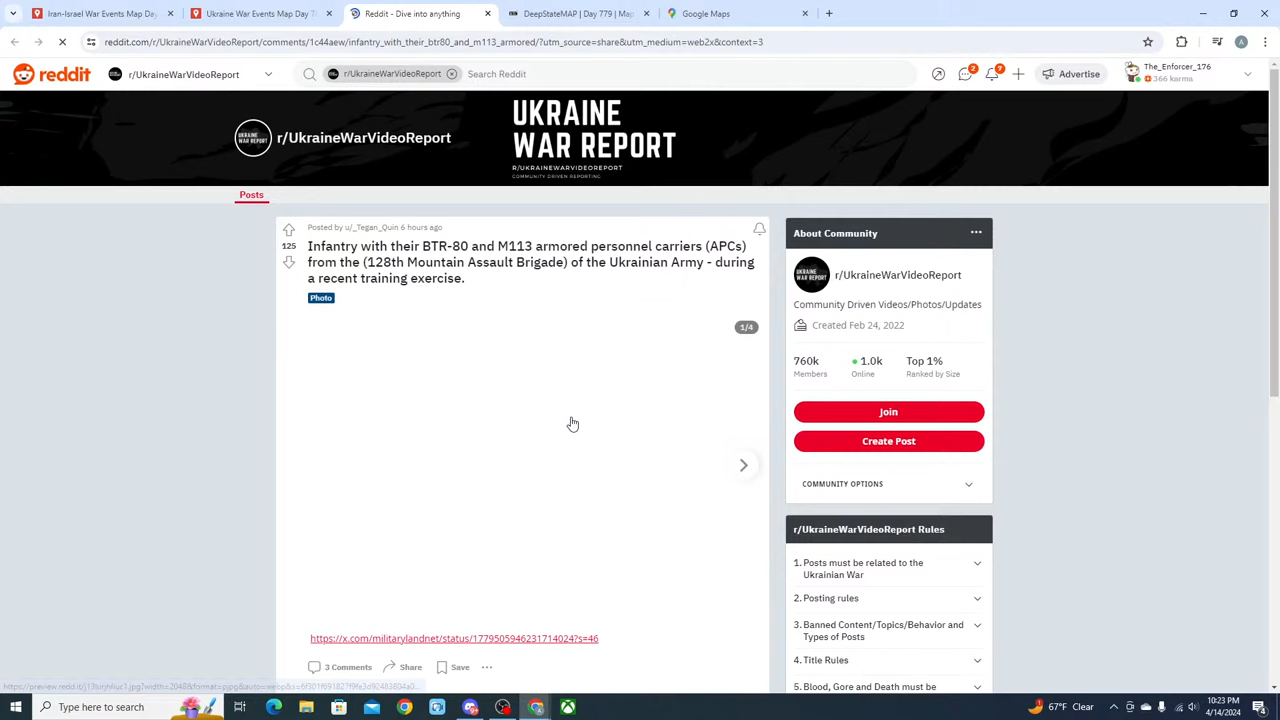 Iran-Israel War Events Map Day
Ukraine War Events Map Day 7
Reddit - Dive into anything
DeepStateMAP | Day 779 | Map
Google Maps
reddit.com/r/UkraineWarVideoReport/comments/1c44aew/infantry_with_their_btr80_and_m113_armored/?utm_source=share&utm_medium=web2x&context=3
reddit
r/UkraineWarVideoReport
r/UkraineWarVideoReport
Search Reddit
2
7
Advertise
The_Enforcer_176
366 karma
UKRAINE
WAR REPORT
R/UKRAINEWARVIDEOREPORT
COMMUNITY DRIVEN REPORTING
r/UkraineWarVideoReport
Posts
Posted by u/_Tegan_Quin 6 hours ago
125
Infantry with their BTR-80 and M113 armored personnel carriers (APCs)
from the (128th Mountain Assault Brigade) of the Ukrainian Army - during
a recent training exercise.
Photo
1/4
https://x.com/militarylandnet/status/1779505946231714024?s=46
3 Comments
Share
Save
About Community
r/UkraineWarVideoReport
Community Driven Videos/Photos/Updates
Created Feb 24, 2022
760k
1.0k
Top 1%
Members
Online
Ranked by Size
Join
Create Post
COMMUNITY OPTIONS
r/UkraineWarVideoReport Rules
1. Posts must be related to the
Ukrainian War
2. Posting rules
3. Banned Content/Topics/Behavior and
Types of Posts
4. Title Rules
5. Blood, Gore and Death must be
Type here to search
67°F Clear
10:23 PM
4/14/2024